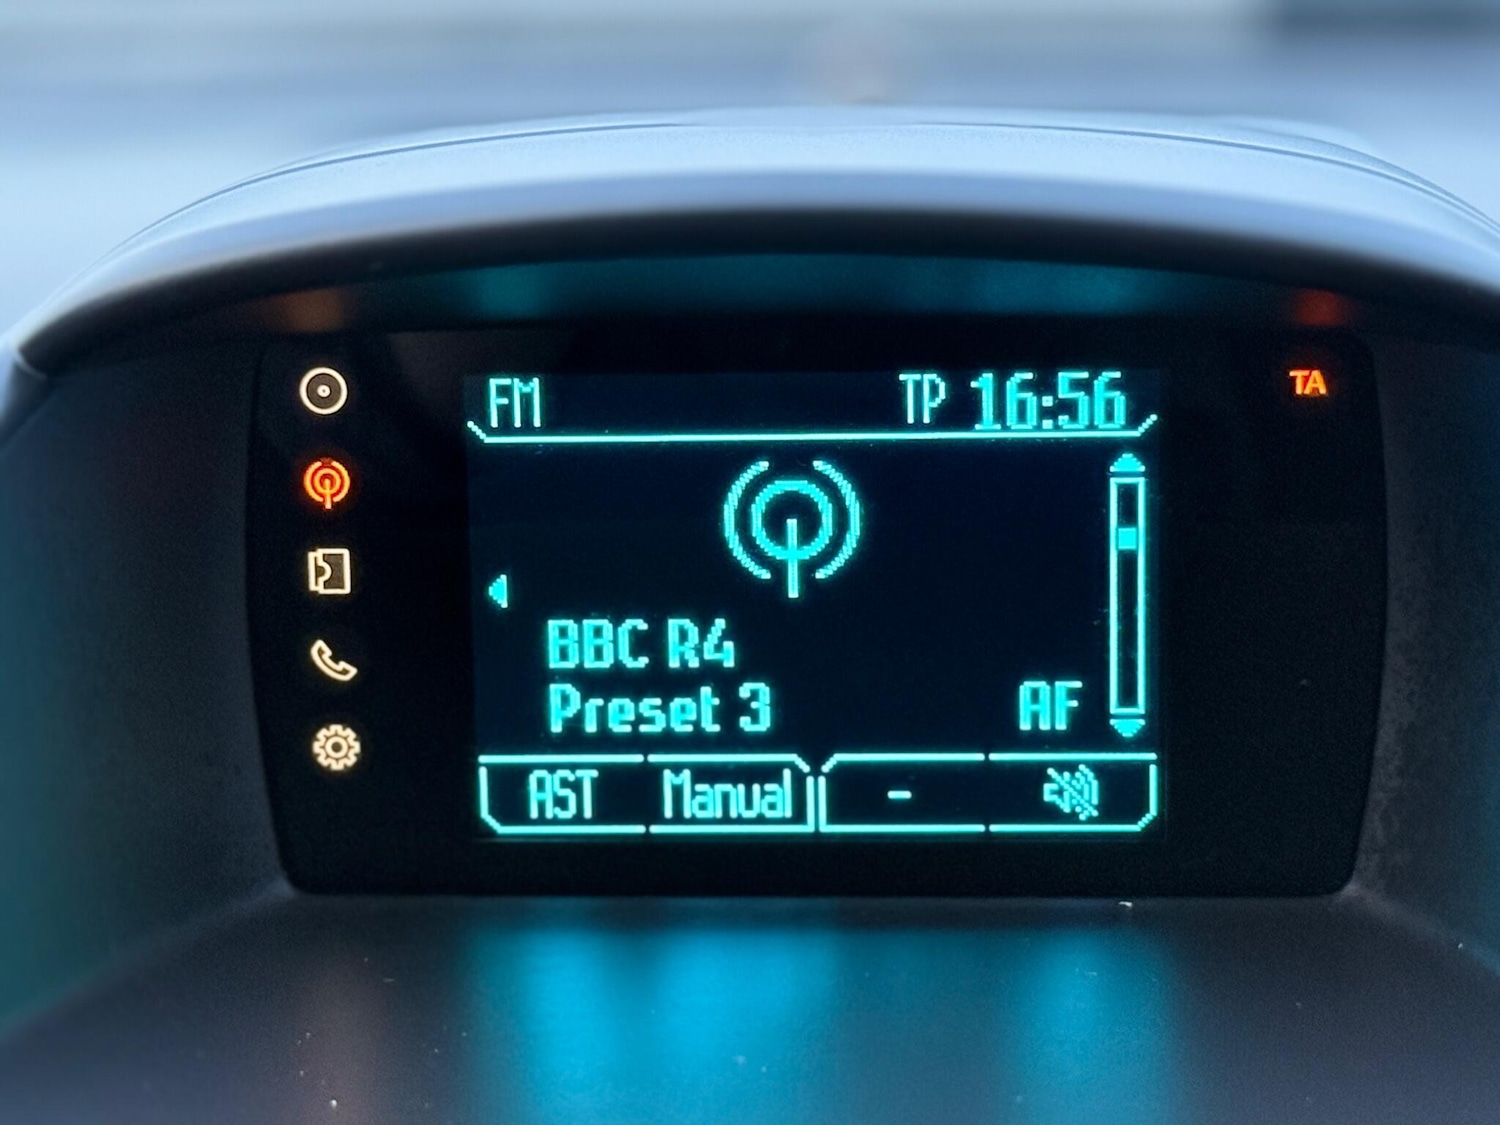 FM TP 16:56 TA
BBC R4
Preset 3 AF
AST Manual -